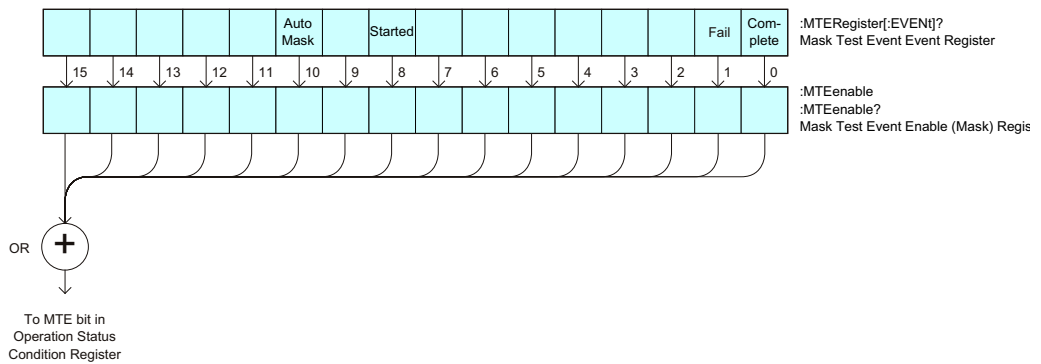 Auto
Mask
Started
Fail
Com-
plete
:MTERegister[:EVENt]?
Mask Test Event Event Register
15 14 13 12 11 10 9 8 7 6 5 4 3 2 1 0
:MTEenable
:MTEenable?
Mask Test Event Enable (Mask) Regis
OR
+
To MTE bit in
Operation Status
Condition Register